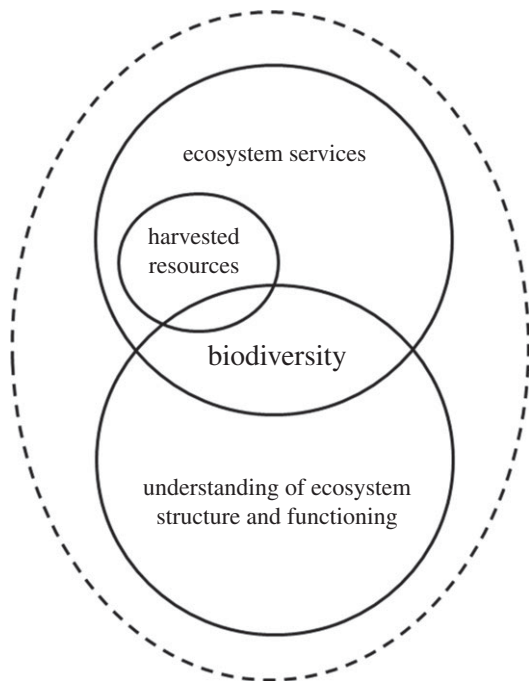 ecosystem services
harvested
resources
biodiversity
understanding of ecosystem
structure and functioning